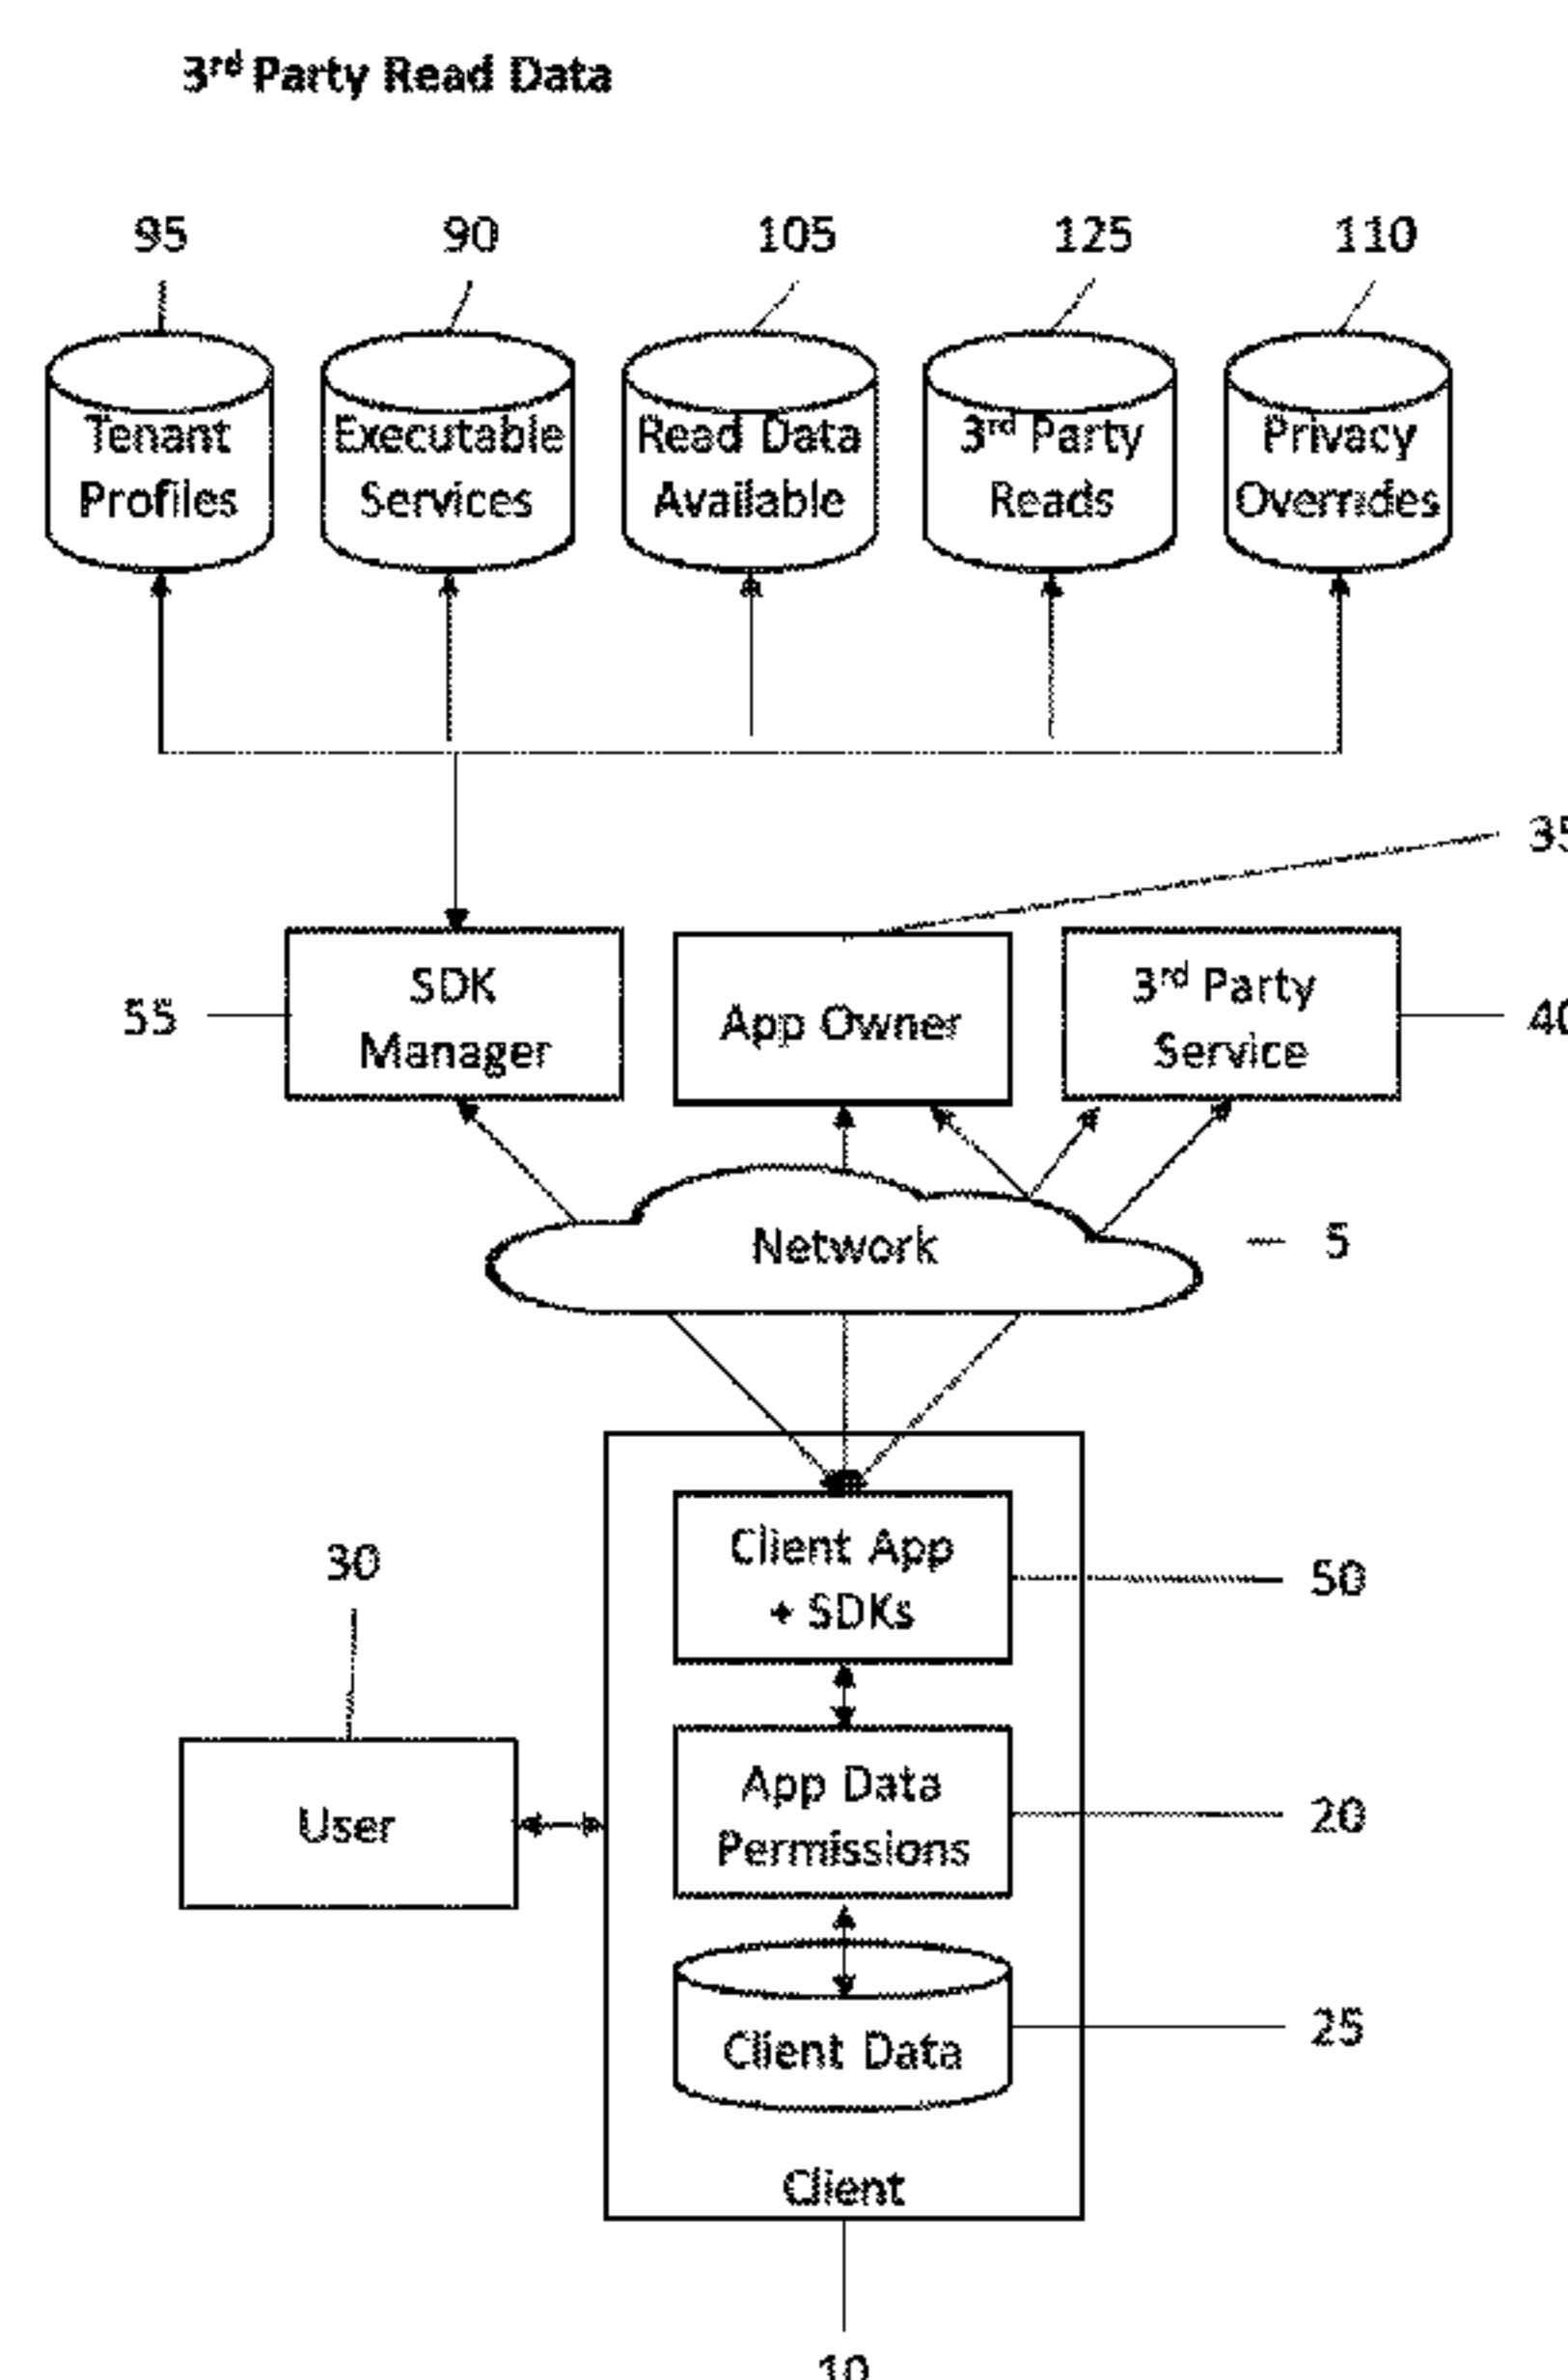 3rd Party Read Data
95 90 105 125 110
Tenant Profiles
Executable Services
Read Data Available
3rd Party Reads
Privacy Overrides
35
SDK Manager
App Owner
3rd Party Service
55
40
Network
5
Client App
+ SDKs
50
30
User
App Data
Permissions
20
Client Data
25
Client
10